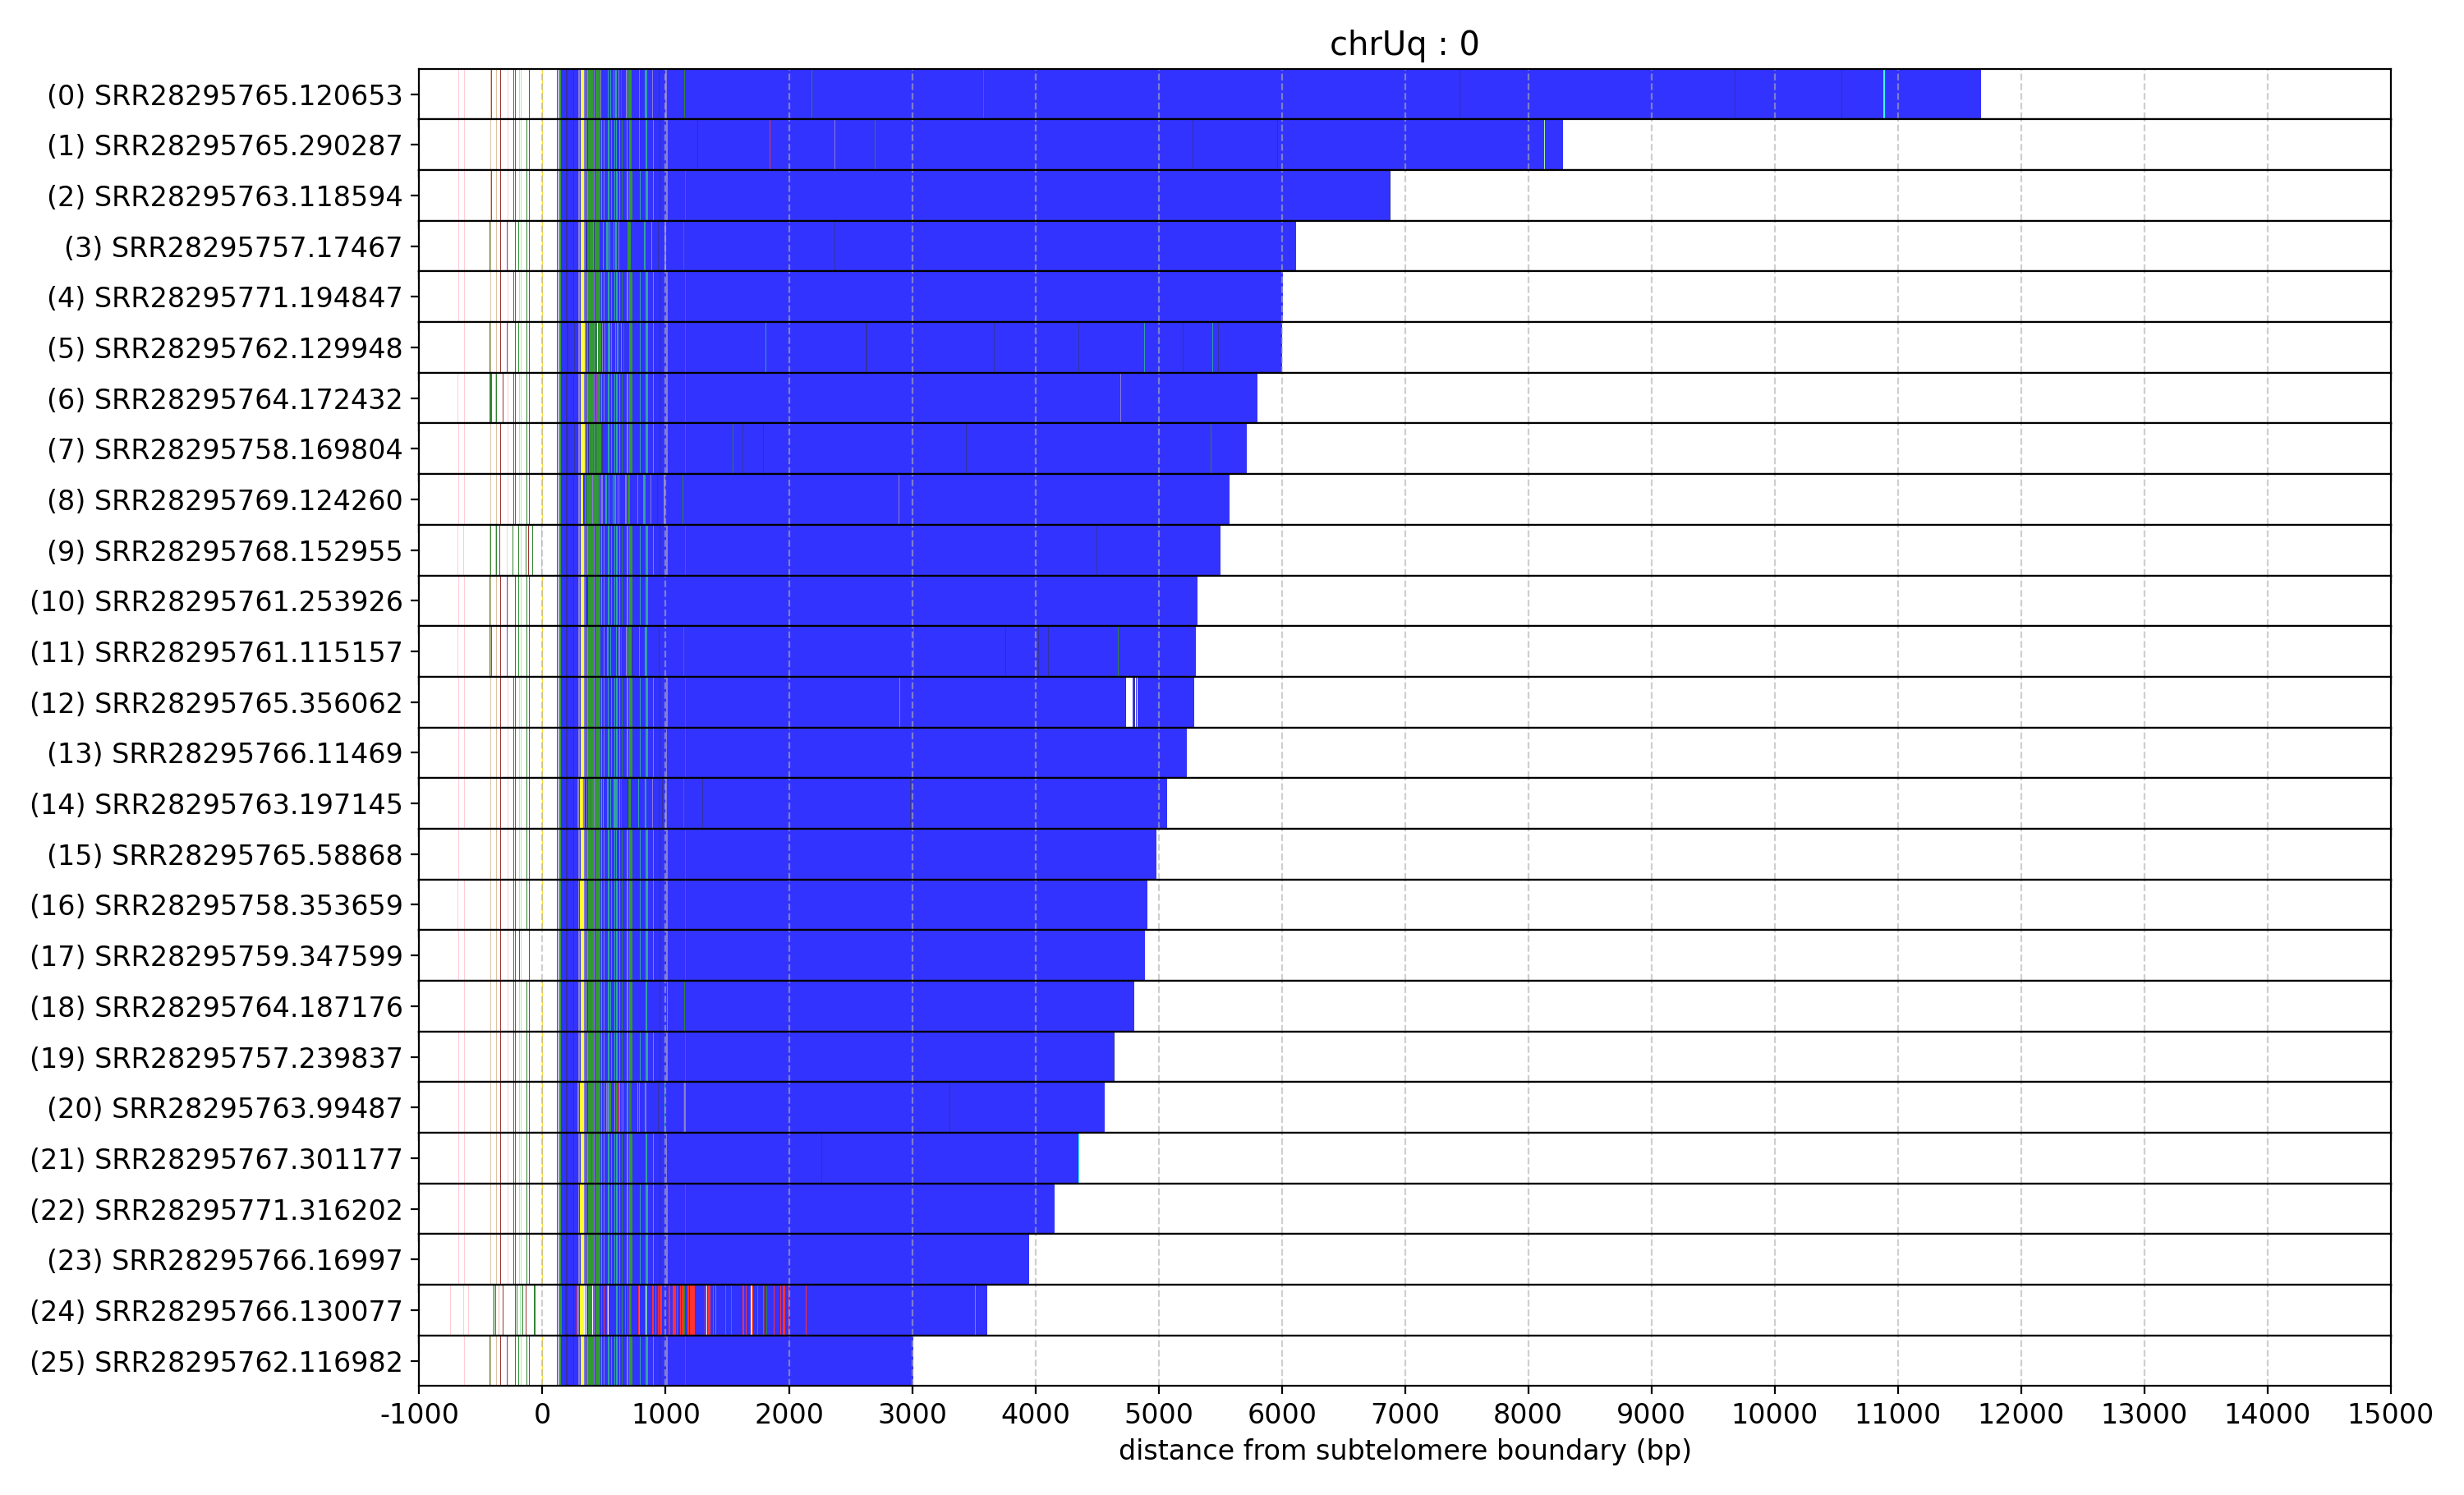 chrUq : 0
(0) SRR28295765.120653
(1) SRR28295765.290287
(2) SRR28295763.118594
(3) SRR28295757.17467
(4) SRR28295771.194847
(5) SRR28295762.129948
(6) SRR28295764.172432
(7) SRR28295758.169804
(8) SRR28295769.124260
(9) SRR28295768.152955
(10) SRR28295761.253926
(11) SRR28295761.115157
(12) SRR28295765.356062
(13) SRR28295766.11469
(14) SRR28295763.197145
(15) SRR28295765.58868
(16) SRR28295758.353659
(17) SRR28295759.347599
(18) SRR28295764.187176
(19) SRR28295757.239837
(20) SRR28295763.99487
(21) SRR28295767.301177
(22) SRR28295771.316202
(23) SRR28295766.16997
(24) SRR28295766.130077
(25) SRR28295762.116982
-1000 0 1000 2000 3000 4000 5000 6000 7000 8000 9000 10000 11000 12000 13000 14000 15000
distance from subtelomere boundary (bp)